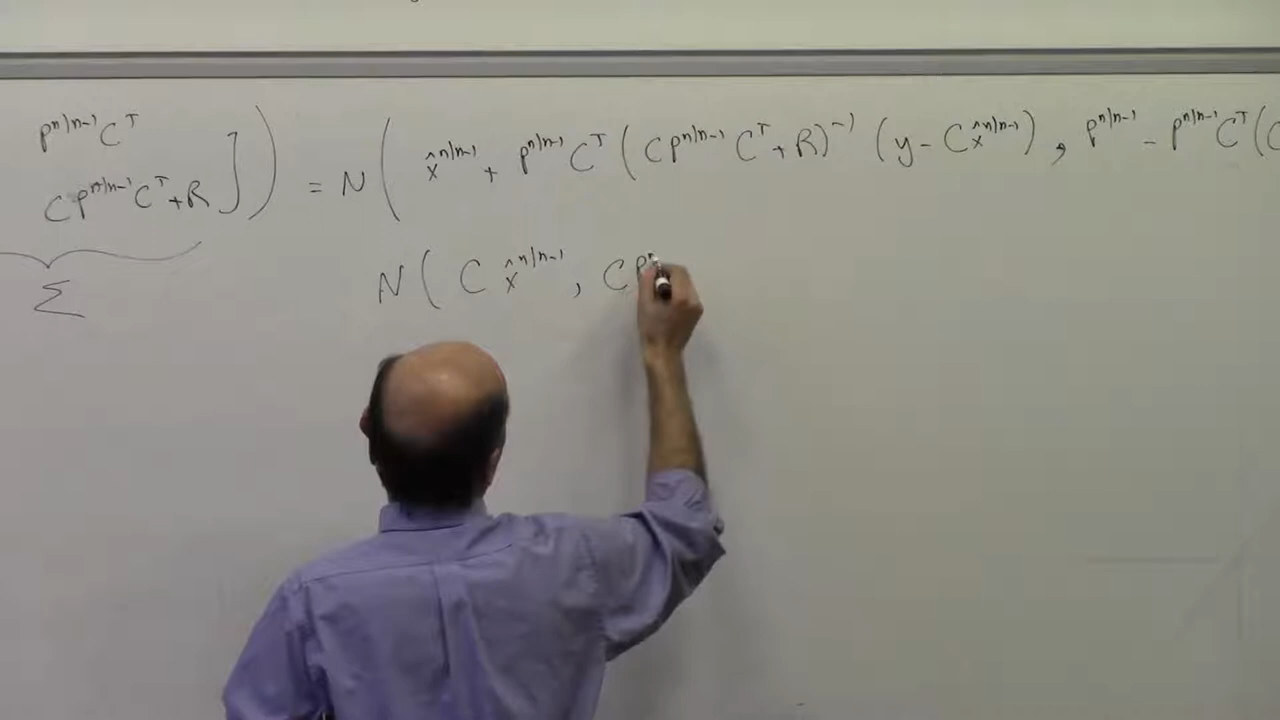 P^{n|n-1} C^T
C P^{n|n-1} C^T + R ] ) = N ( x̂^{n|n-1} + P^{n|n-1} C^T ( C P^{n|n-1} C^T + R )^{-1} ( y - C x̂^{n|n-1} ) , P^{n|n-1} - P^{n|n-1} C^T ( C
Σ
N ( C x̂^{n|n-1} , C P^n